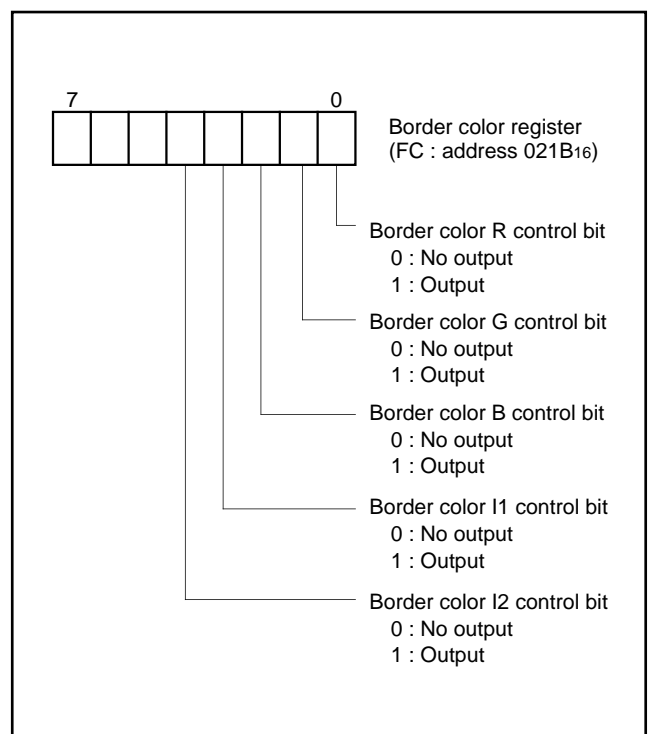 7 0
Border color register
(FC : address 021B16)
Border color R control bit
0 : No output
1 : Output
Border color G control bit
0 : No output
1 : Output
Border color B control bit
0 : No output
1 : Output
Border color I1 control bit
0 : No output
1 : Output
Border color I2 control bit
0 : No output
1 : Output